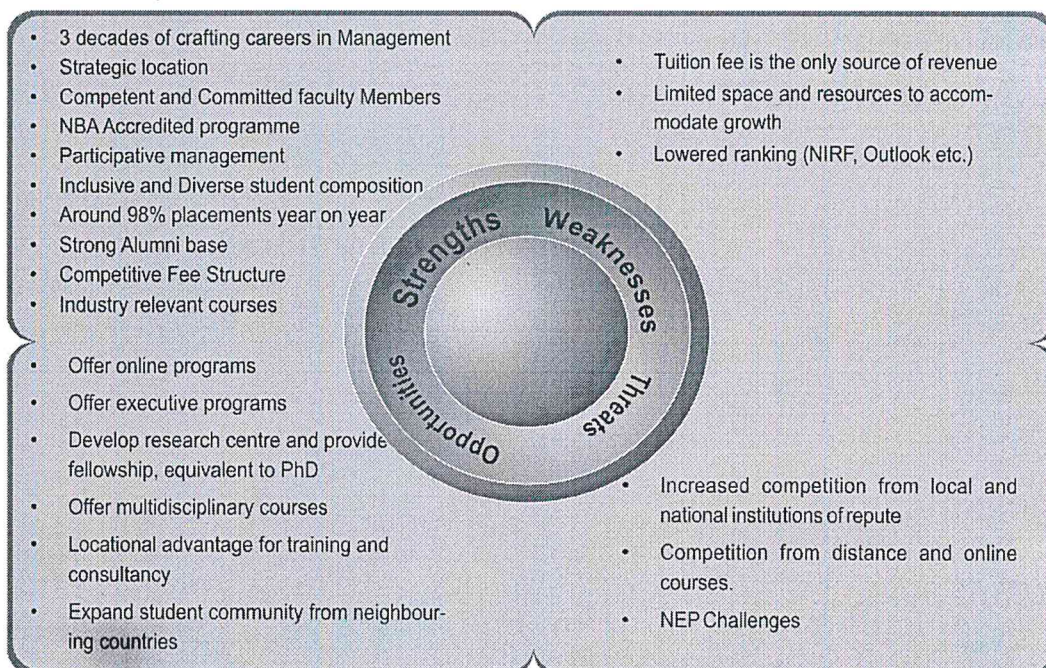 • 3 decades of crafting careers in Management
• Strategic location
• Competent and Committed faculty Members
• NBA Accredited programme
• Participative management
• Inclusive and Diverse student composition
• Around 98% placements year on year
• Strong Alumni base
• Competitive Fee Structure
• Industry relevant courses
• Tuition fee is the only source of revenue
• Limited space and resources to accom-
modate growth
• Lowered ranking (NIRF, Outlook etc.)
Strengths
Weaknesses
Opportunities
Threats
• Offer online programs
• Offer executive programs
• Develop research centre and provide
fellowship, equivalent to PhD
• Offer multidisciplinary courses
• Locational advantage for training and
consultancy
• Expand student community from neighbour-
ing countries
• Increased competition from local and
national institutions of repute
• Competition from distance and online
courses.
• NEP Challenges